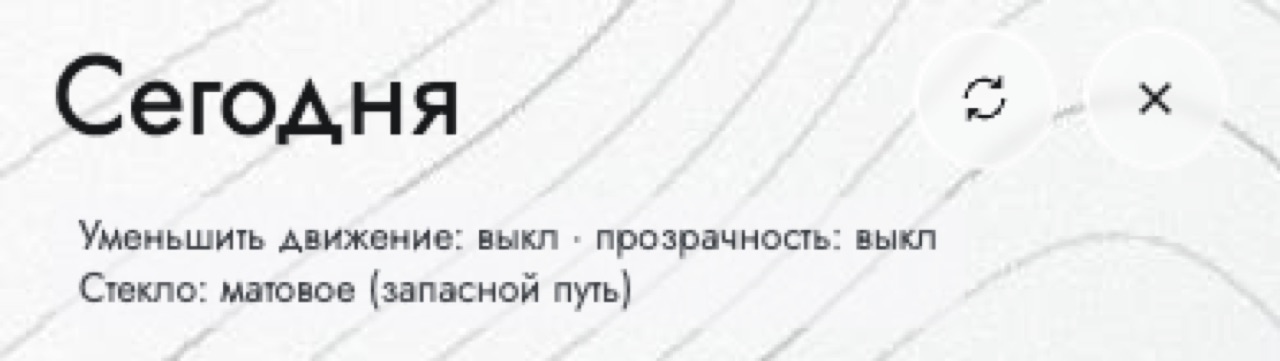 Сегодня
Уменьшить движение: выкл · прозрачность: выкл
Стекло: матовое (запасной путь)